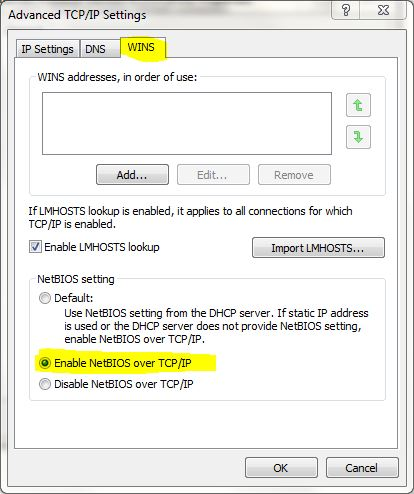 Advanced TCP/IP Settings
IP Settings DNS WINS
WINS addresses, in order of use:
Add... Edit... Remove
If LMHOSTS lookup is enabled, it applies to all connections for which
TCP/IP is enabled.
Enable LMHOSTS lookup Import LMHOSTS...
NetBIOS setting
Default:
Use NetBIOS setting from the DHCP server. If static IP address
is used or the DHCP server does not provide NetBIOS setting,
enable NetBIOS over TCP/IP.
Enable NetBIOS over TCP/IP
Disable NetBIOS over TCP/IP
OK Cancel